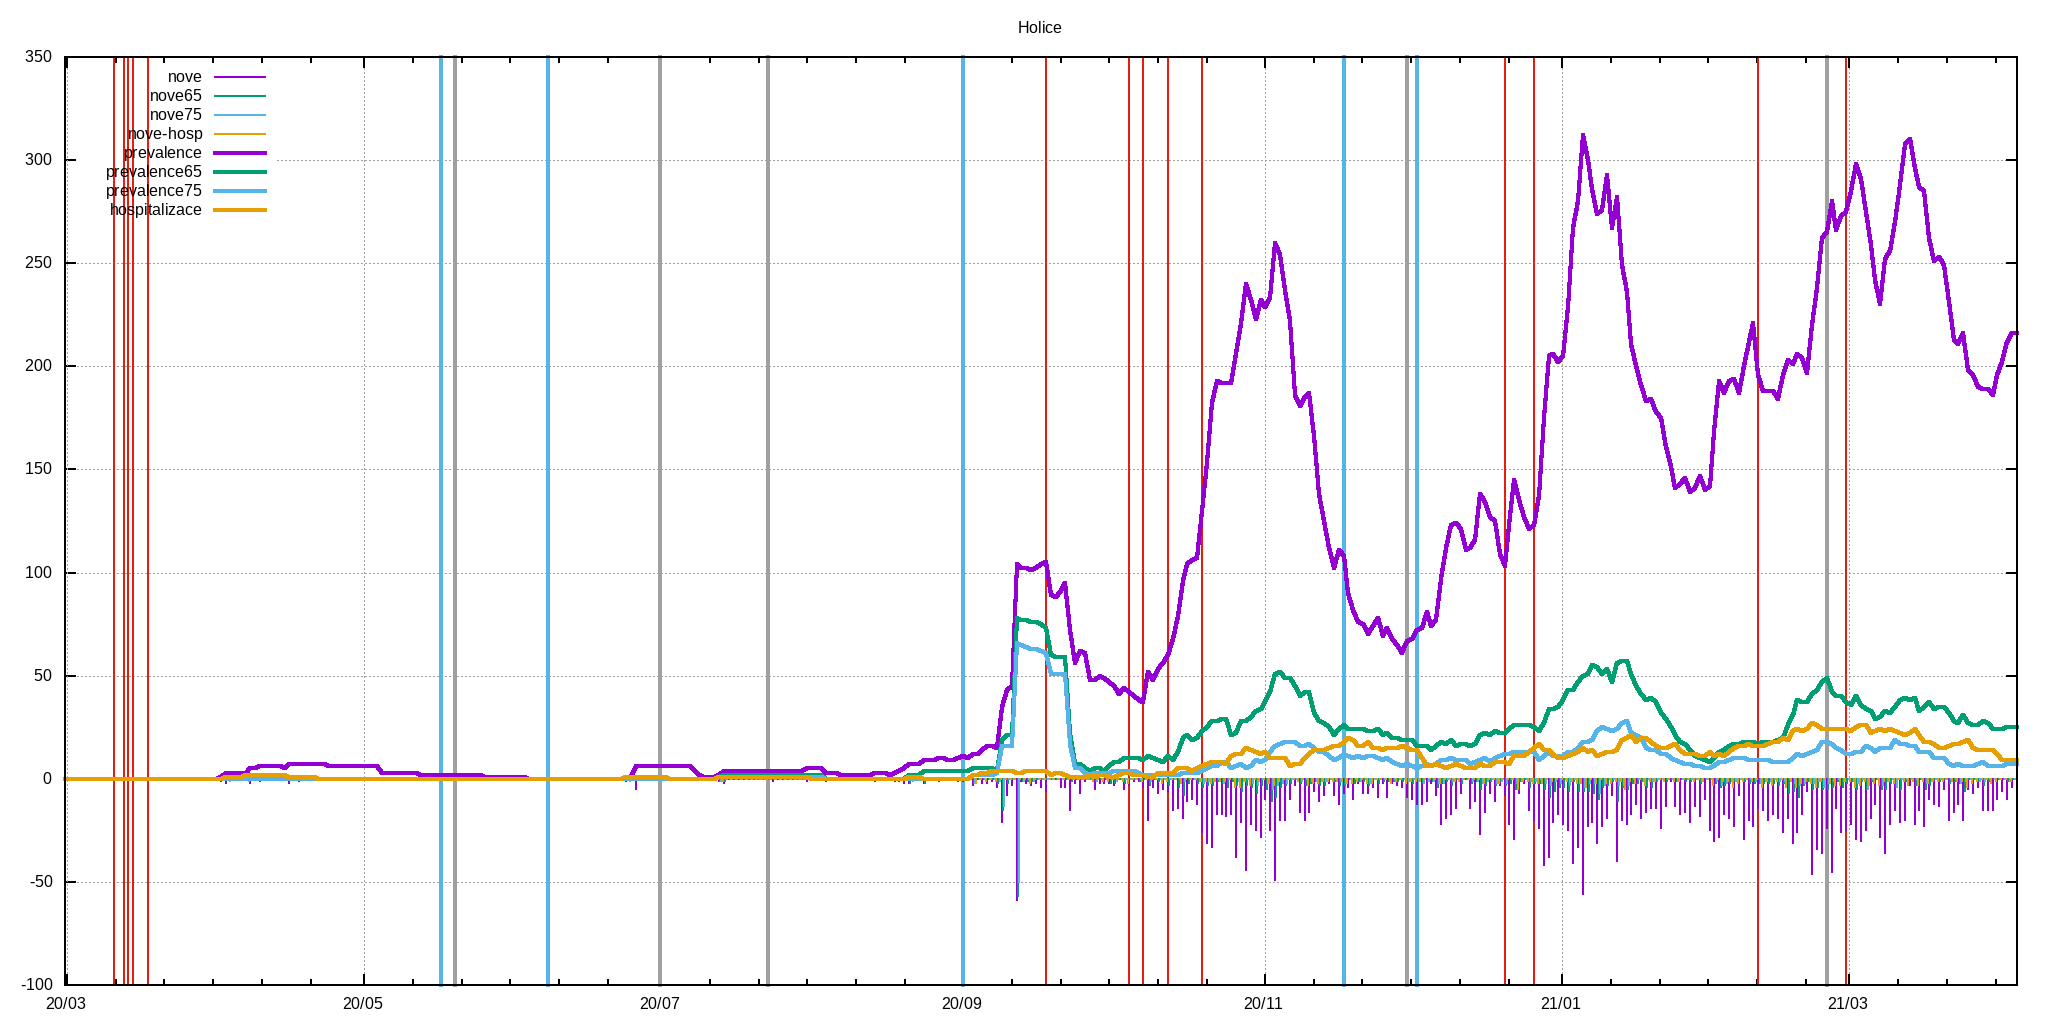 Holice
350
300
250
200
150
100
50
0
-50
-100
nove
nove65
nove75
nove-hosp
prevalence
prevalence65
prevalence75
hospitalizace
20/03 20/05 20/07 20/09 20/11 21/01 21/03